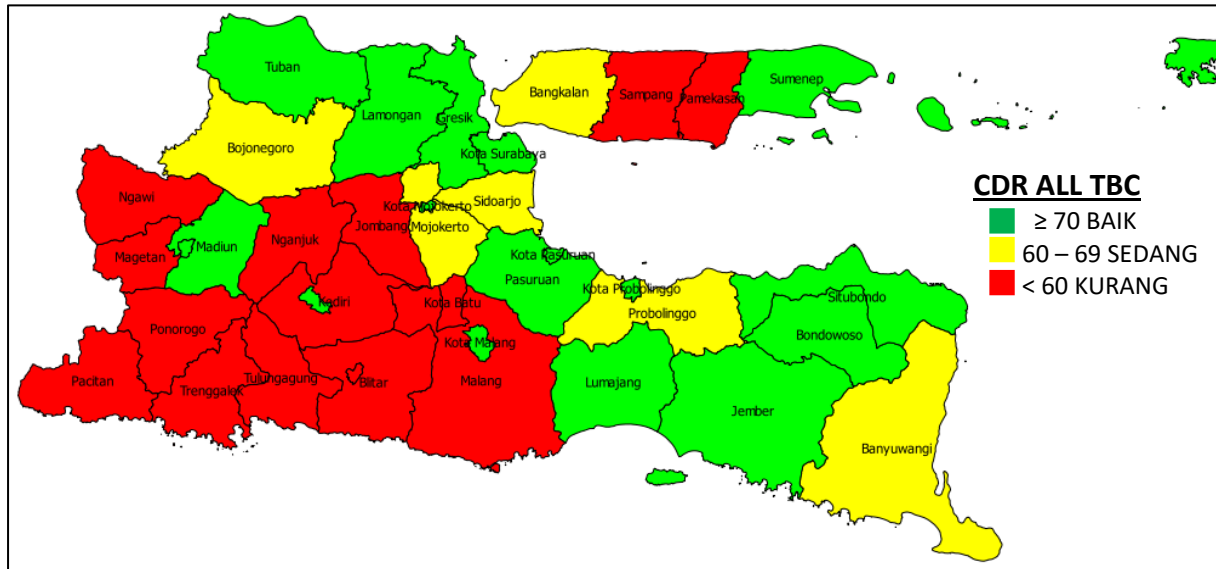 Tuban
Lamongan
Gresik
Bangkalan
Sampang
Pamekasan
Sumenep
Bojonegoro
Kota Surabaya
Ngawi
Kota Mojokerto
Sidoarjo
Madiun
Nganjuk
Jombang
Mojokerto
Magetan
Kota Pasuruan
Pasuruan
Kediri
Kota Batu
Kota Probolinggo
Probolinggo
Situbondo
Bondowoso
Ponorogo
Kota Malang
Pacitan
Trenggalek
Tulungagung
Blitar
Malang
Lumajang
Jember
Banyuwangi
CDR ALL TBC
≥ 70 BAIK
60 – 69 SEDANG
< 60 KURANG